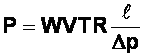 P = WVTR ℓ/Δp